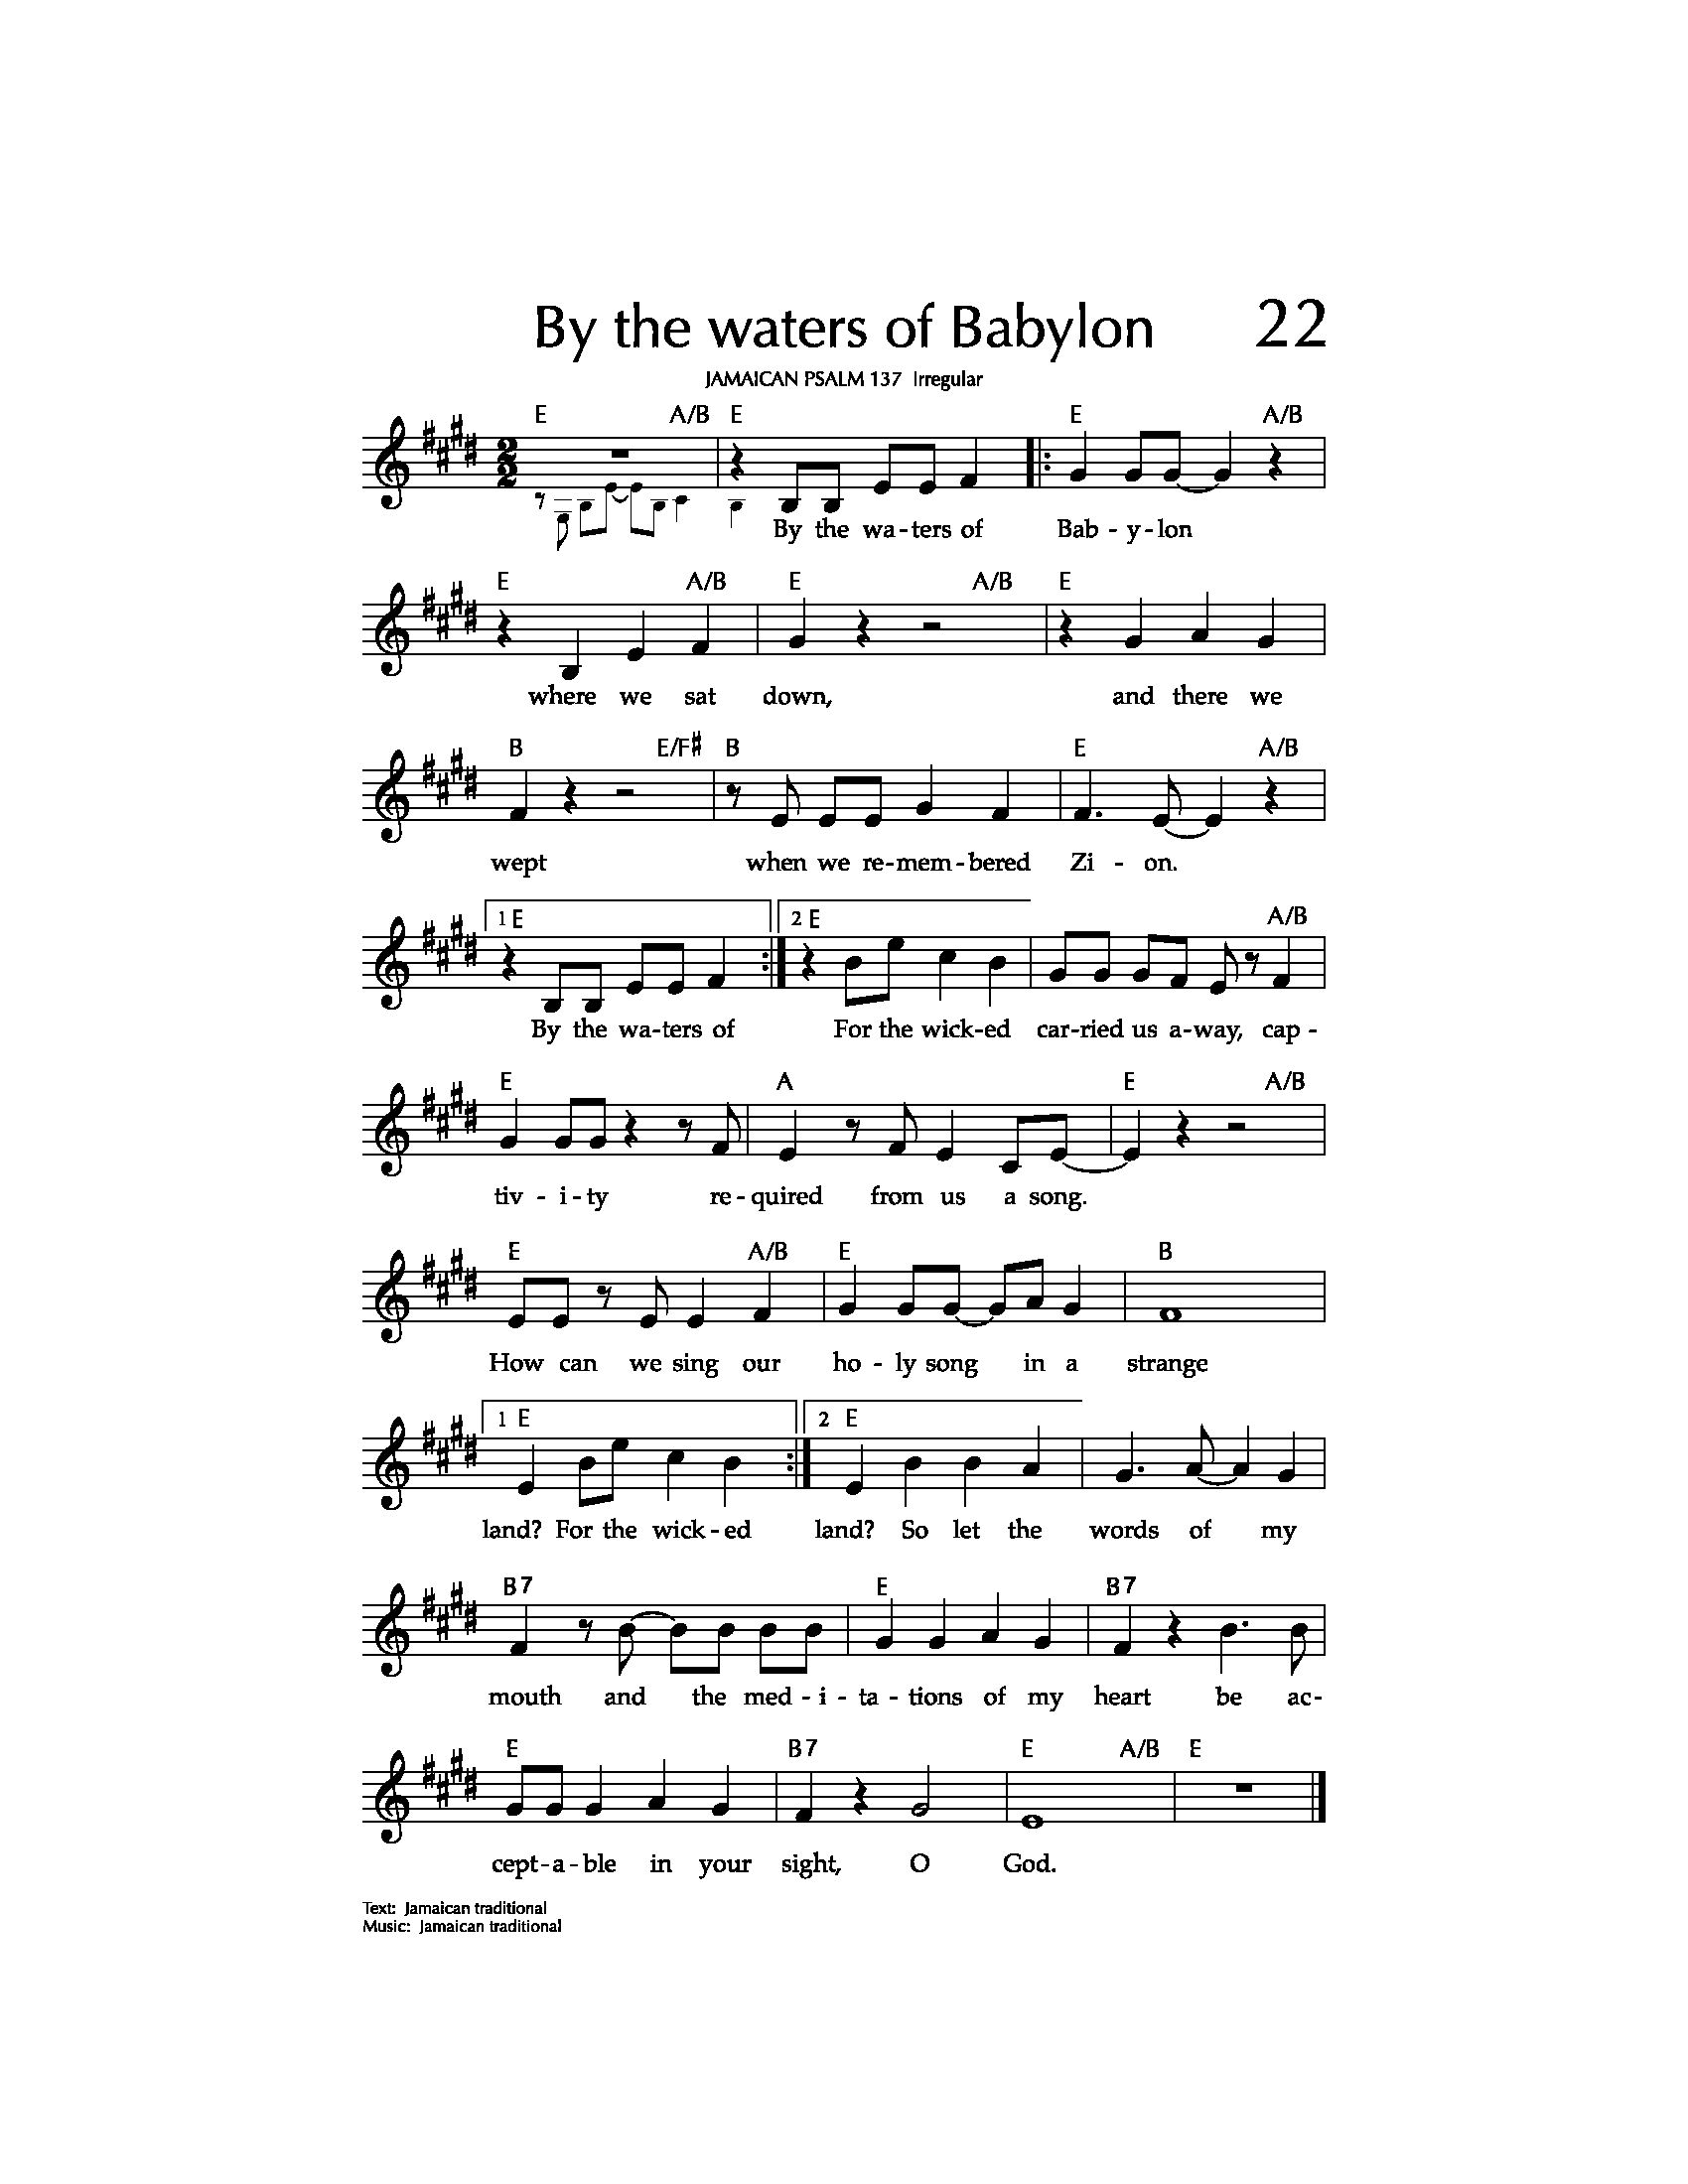 By the waters of Babylon 22
JAMAICAN PSALM 137 Irregular
E A/B E E A/B
By the wa - ters of Bab - y - lon
E A/B E A/B E
where we sat down, and there we
B E/F# B E A/B
wept when we re - mem - bered Zi - on.
1 E 2 E A/B
By the wa - ters of For the wick - ed car - ried us a - way, cap -
E A E A/B
tiv - i - ty re - quired from us a song.
E A/B E B
How can we sing our ho - ly song in a strange
1 E 2 E
land? For the wick - ed land? So let the words of my
B7 E B7
mouth and the med - i - ta - tions of my heart be ac -
E B7 E A/B E
cept - a - ble in your sight, O God.
Text: Jamaican traditional
Music: Jamaican traditional